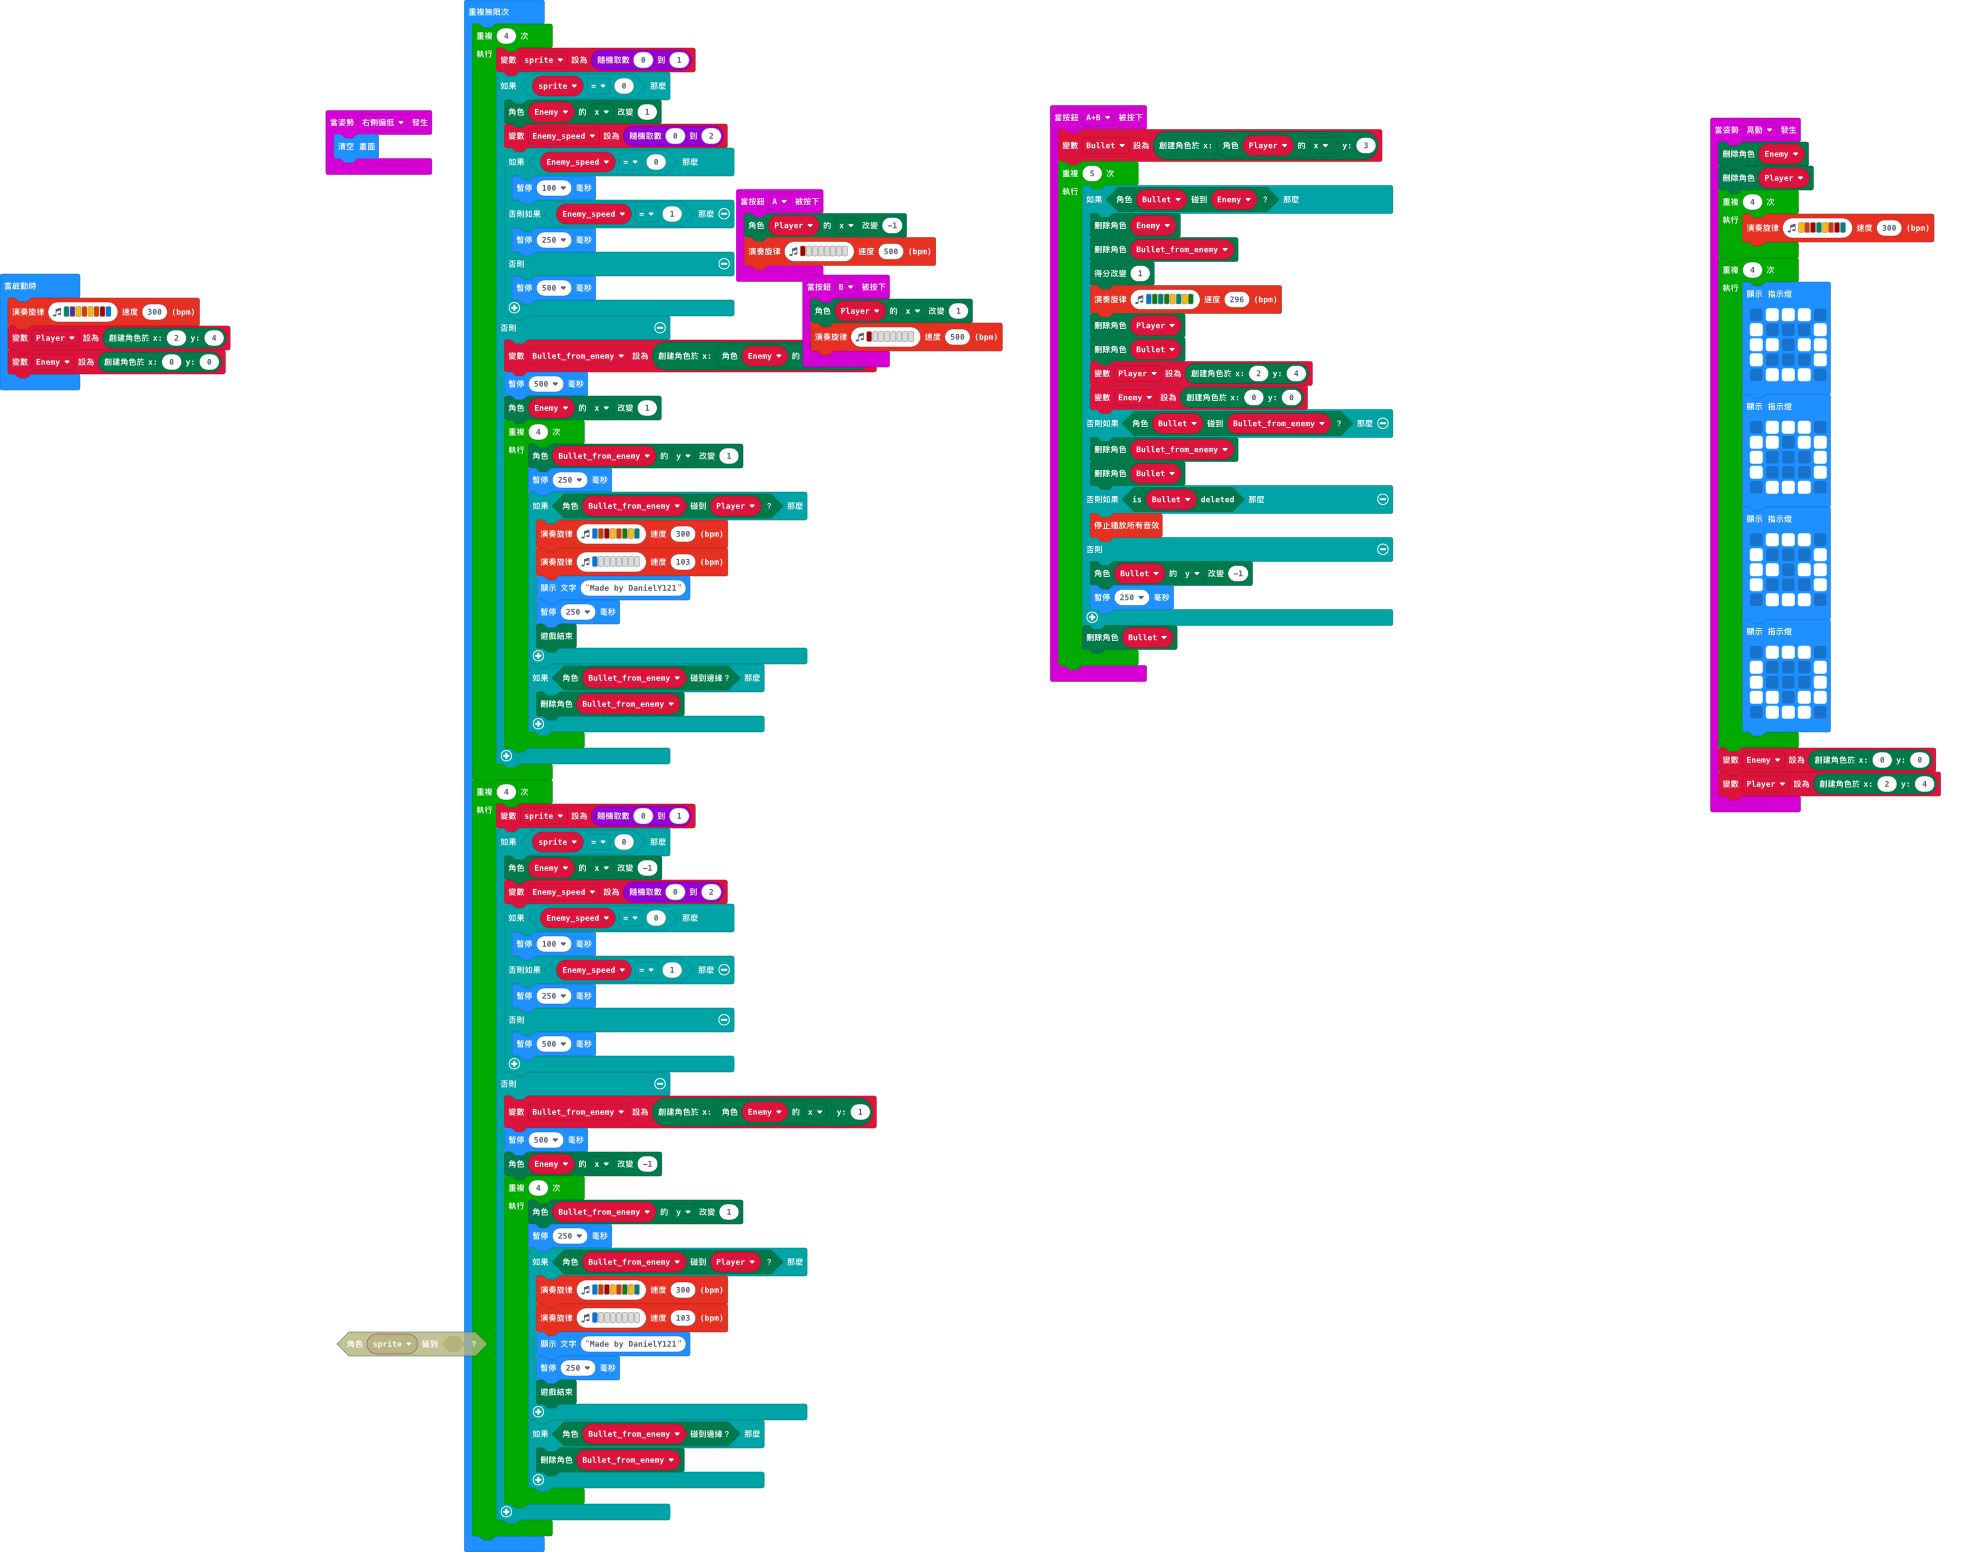 當啟動時
演奏旋律 速度 300 (bpm)
變數 Player 設為 創建角色於 x: 2 y: 4
變數 Enemy 設為 創建角色於 x: 0 y: 0
當姿勢 右側偏低 發生
清空 畫面
重複無限次
重複 4 次
執行
變數 sprite 設為 隨機取數 0 到 1
如果 sprite = 0 那麼
角色 Enemy 的 x 改變 1
變數 Enemy_speed 設為 隨機取數 0 到 2
如果 Enemy_speed = 0 那麼
暫停 100 毫秒
否則如果 Enemy_speed = 1 那麼
暫停 250 毫秒
否則
暫停 500 毫秒
否則
變數 Bullet_from_enemy 設為 創建角色於 x: 角色 Enemy 的
暫停 500 毫秒
角色 Enemy 的 x 改變 1
重複 4 次
執行
角色 Bullet_from_enemy 的 y 改變 1
暫停 250 毫秒
如果 角色 Bullet_from_enemy 碰到 Player ? 那麼
演奏旋律 速度 300 (bpm)
演奏旋律 速度 103 (bpm)
顯示 文字 "Made by DanielY121"
暫停 250 毫秒
遊戲結束
如果 角色 Bullet_from_enemy 碰到邊緣? 那麼
刪除角色 Bullet_from_enemy
重複 4 次
執行
變數 sprite 設為 隨機取數 0 到 1
如果 sprite = 0 那麼
角色 Enemy 的 x 改變 -1
變數 Enemy_speed 設為 隨機取數 0 到 2
如果 Enemy_speed = 0 那麼
暫停 100 毫秒
否則如果 Enemy_speed = 1 那麼
暫停 250 毫秒
否則
暫停 500 毫秒
否則
變數 Bullet_from_enemy 設為 創建角色於 x: 角色 Enemy 的 x y: 1
暫停 500 毫秒
角色 Enemy 的 x 改變 -1
重複 4 次
執行
角色 Bullet_from_enemy 的 y 改變 1
暫停 250 毫秒
如果 角色 Bullet_from_enemy 碰到 Player ? 那麼
演奏旋律 速度 300 (bpm)
演奏旋律 速度 103 (bpm)
顯示 文字 "Made by DanielY121"
暫停 250 毫秒
遊戲結束
如果 角色 Bullet_from_enemy 碰到邊緣? 那麼
刪除角色 Bullet_from_enemy
角色 sprite 碰到 ?
當按鈕 A 被按下
角色 Player 的 x 改變 -1
演奏旋律 速度 500 (bpm)
當按鈕 B 被按下
角色 Player 的 x 改變 1
演奏旋律 速度 500 (bpm)
當按鈕 A+B 被按下
變數 Bullet 設為 創建角色於 x: 角色 Player 的 x y: 3
重複 5 次
執行
如果 角色 Bullet 碰到 Enemy ? 那麼
刪除角色 Enemy
刪除角色 Bullet_from_enemy
得分改變 1
演奏旋律 速度 296 (bpm)
刪除角色 Player
刪除角色 Bullet
變數 Player 設為 創建角色於 x: 2 y: 4
變數 Enemy 設為 創建角色於 x: 0 y: 0
否則如果 角色 Bullet 碰到 Bullet_from_enemy ? 那麼
刪除角色 Bullet_from_enemy
刪除角色 Bullet
否則如果 is Bullet deleted 那麼
停止播放所有音效
否則
角色 Bullet 的 y 改變 -1
暫停 250 毫秒
刪除角色 Bullet
當姿勢 晃動 發生
刪除角色 Enemy
刪除角色 Player
重複 4 次
執行
演奏旋律 速度 300 (bpm)
重複 4 次
執行
顯示 指示燈
顯示 指示燈
顯示 指示燈
顯示 指示燈
變數 Enemy 設為 創建角色於 x: 0 y: 0
變數 Player 設為 創建角色於 x: 2 y: 4